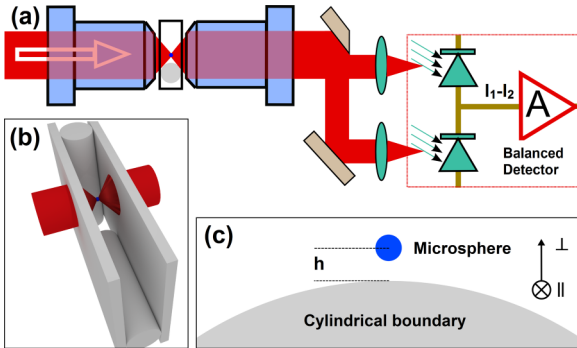 (a)
I₁-I₂
A
Balanced
Detector
(b)
(c)
h
Microsphere
⊥
||
Cylindrical boundary